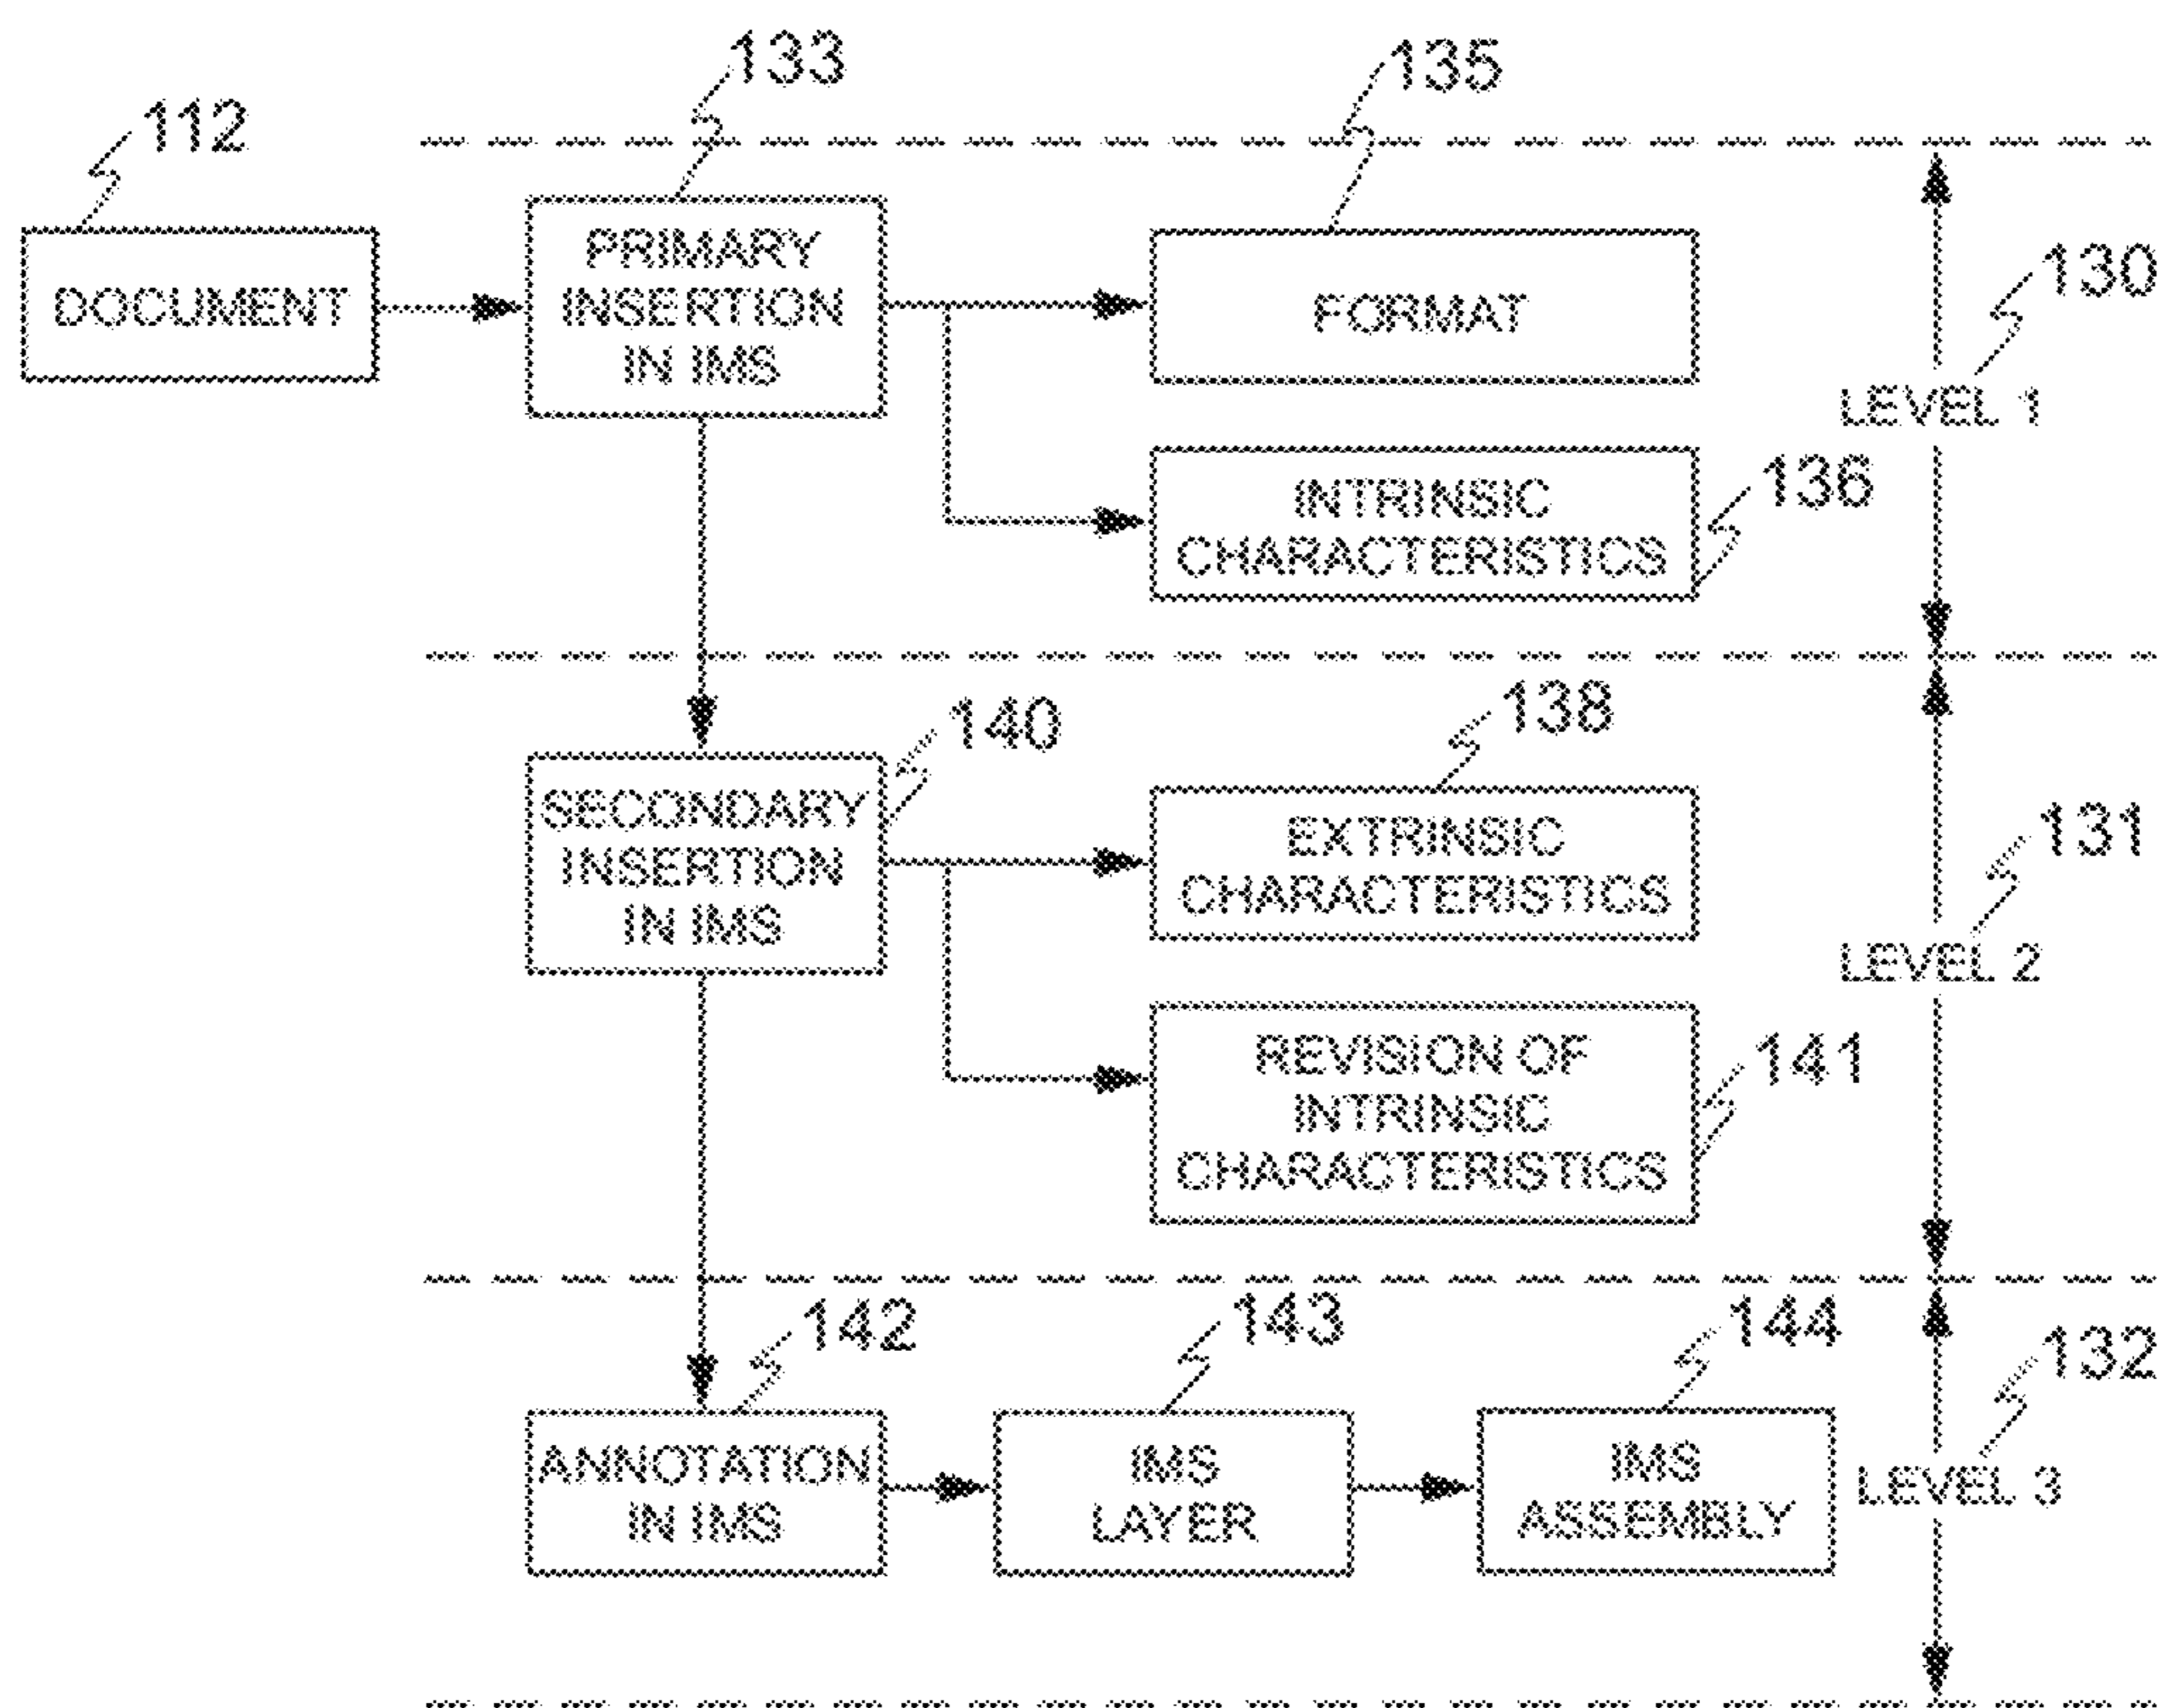 133
135
112
PRIMARY
INSERTION
IN IMS
DOCUMENT
FORMAT
130
LEVEL 1
INTRINSIC
CHARACTERISTICS
136
140
138
SECONDARY
INSERTION
IN IMS
EXTRINSIC
CHARACTERISTICS
131
LEVEL 2
REVISION OF
INTRINSIC
CHARACTERISTICS
141
142
143
144
132
ANNOTATION
IN IMS
IMS
LAYER
IMS
ASSEMBLY
LEVEL 3